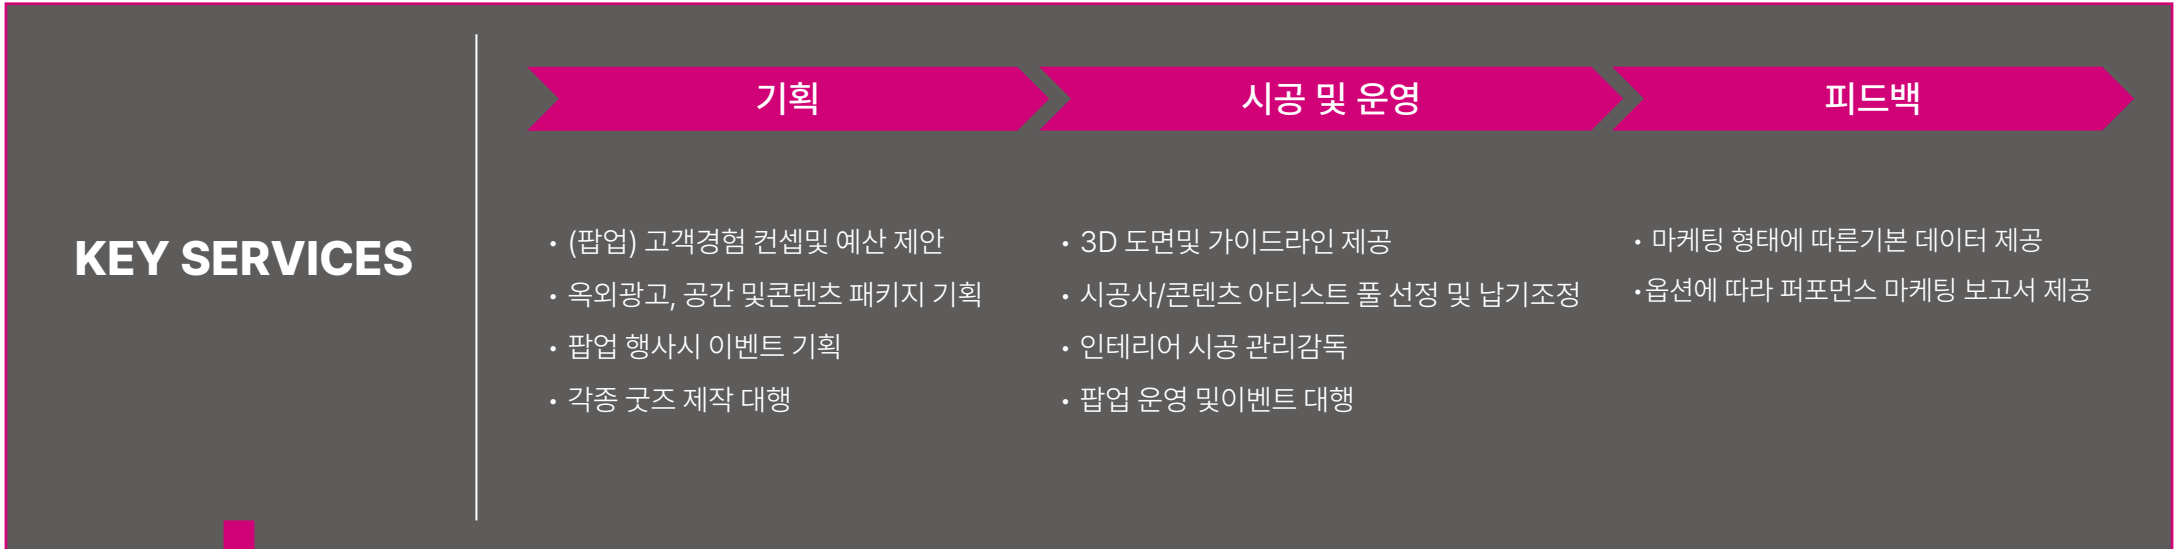 KEY SERVICES
기획
• (팝업) 고객경험 컨셉및 예산 제안
• 옥외광고, 공간 및콘텐츠 패키지 기획
• 팝업 행사시 이벤트 기획
• 각종 굿즈 제작 대행
시공 및 운영
• 3D 도면및 가이드라인 제공
• 시공사/콘텐츠 아티스트 풀 선정 및 납기조정
• 인테리어 시공 관리감독
• 팝업 운영 및이벤트 대행
피드백
• 마케팅 형태에 따른기본 데이터 제공
•옵션에 따라 퍼포먼스 마케팅 보고서 제공